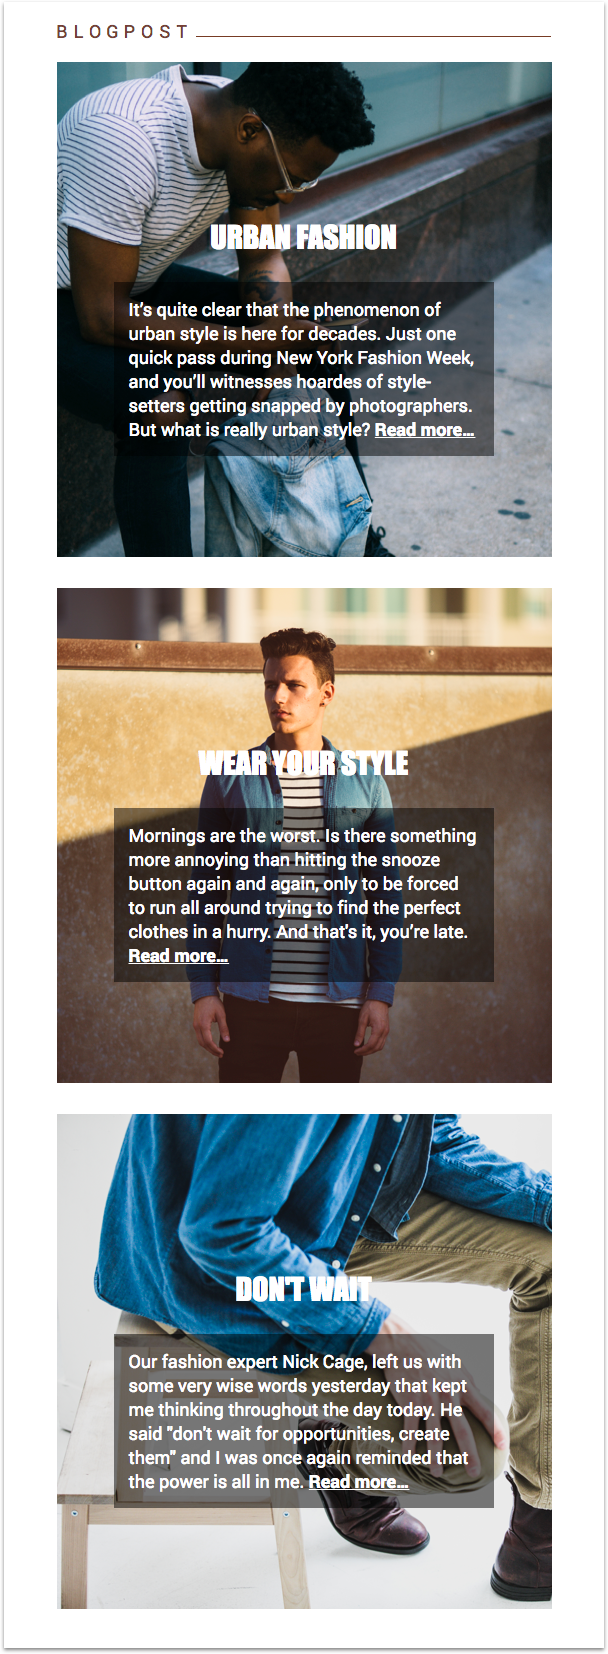 BLOGPOST
URBAN FASHION
It's quite clear that the phenomenon of
urban style is here for decades. Just one
quick pass during New York Fashion Week,
and you'll witnesses hoardes of style-
setters getting snapped by photographers.
But what is really urban style? Read more...
WEAR YOUR STYLE
Mornings are the worst. Is there something
more annoying than hitting the snooze
button again and again, only to be forced
to run all around trying to find the perfect
clothes in a hurry. And that's it, you're late.
Read more...
DON'T WAIT
Our fashion expert Nick Cage, left us with
some very wise words yesterday that kept
me thinking throughout the day today. He
said "don't wait for opportunities, create
them" and I was once again reminded that
the power is all in me. Read more...